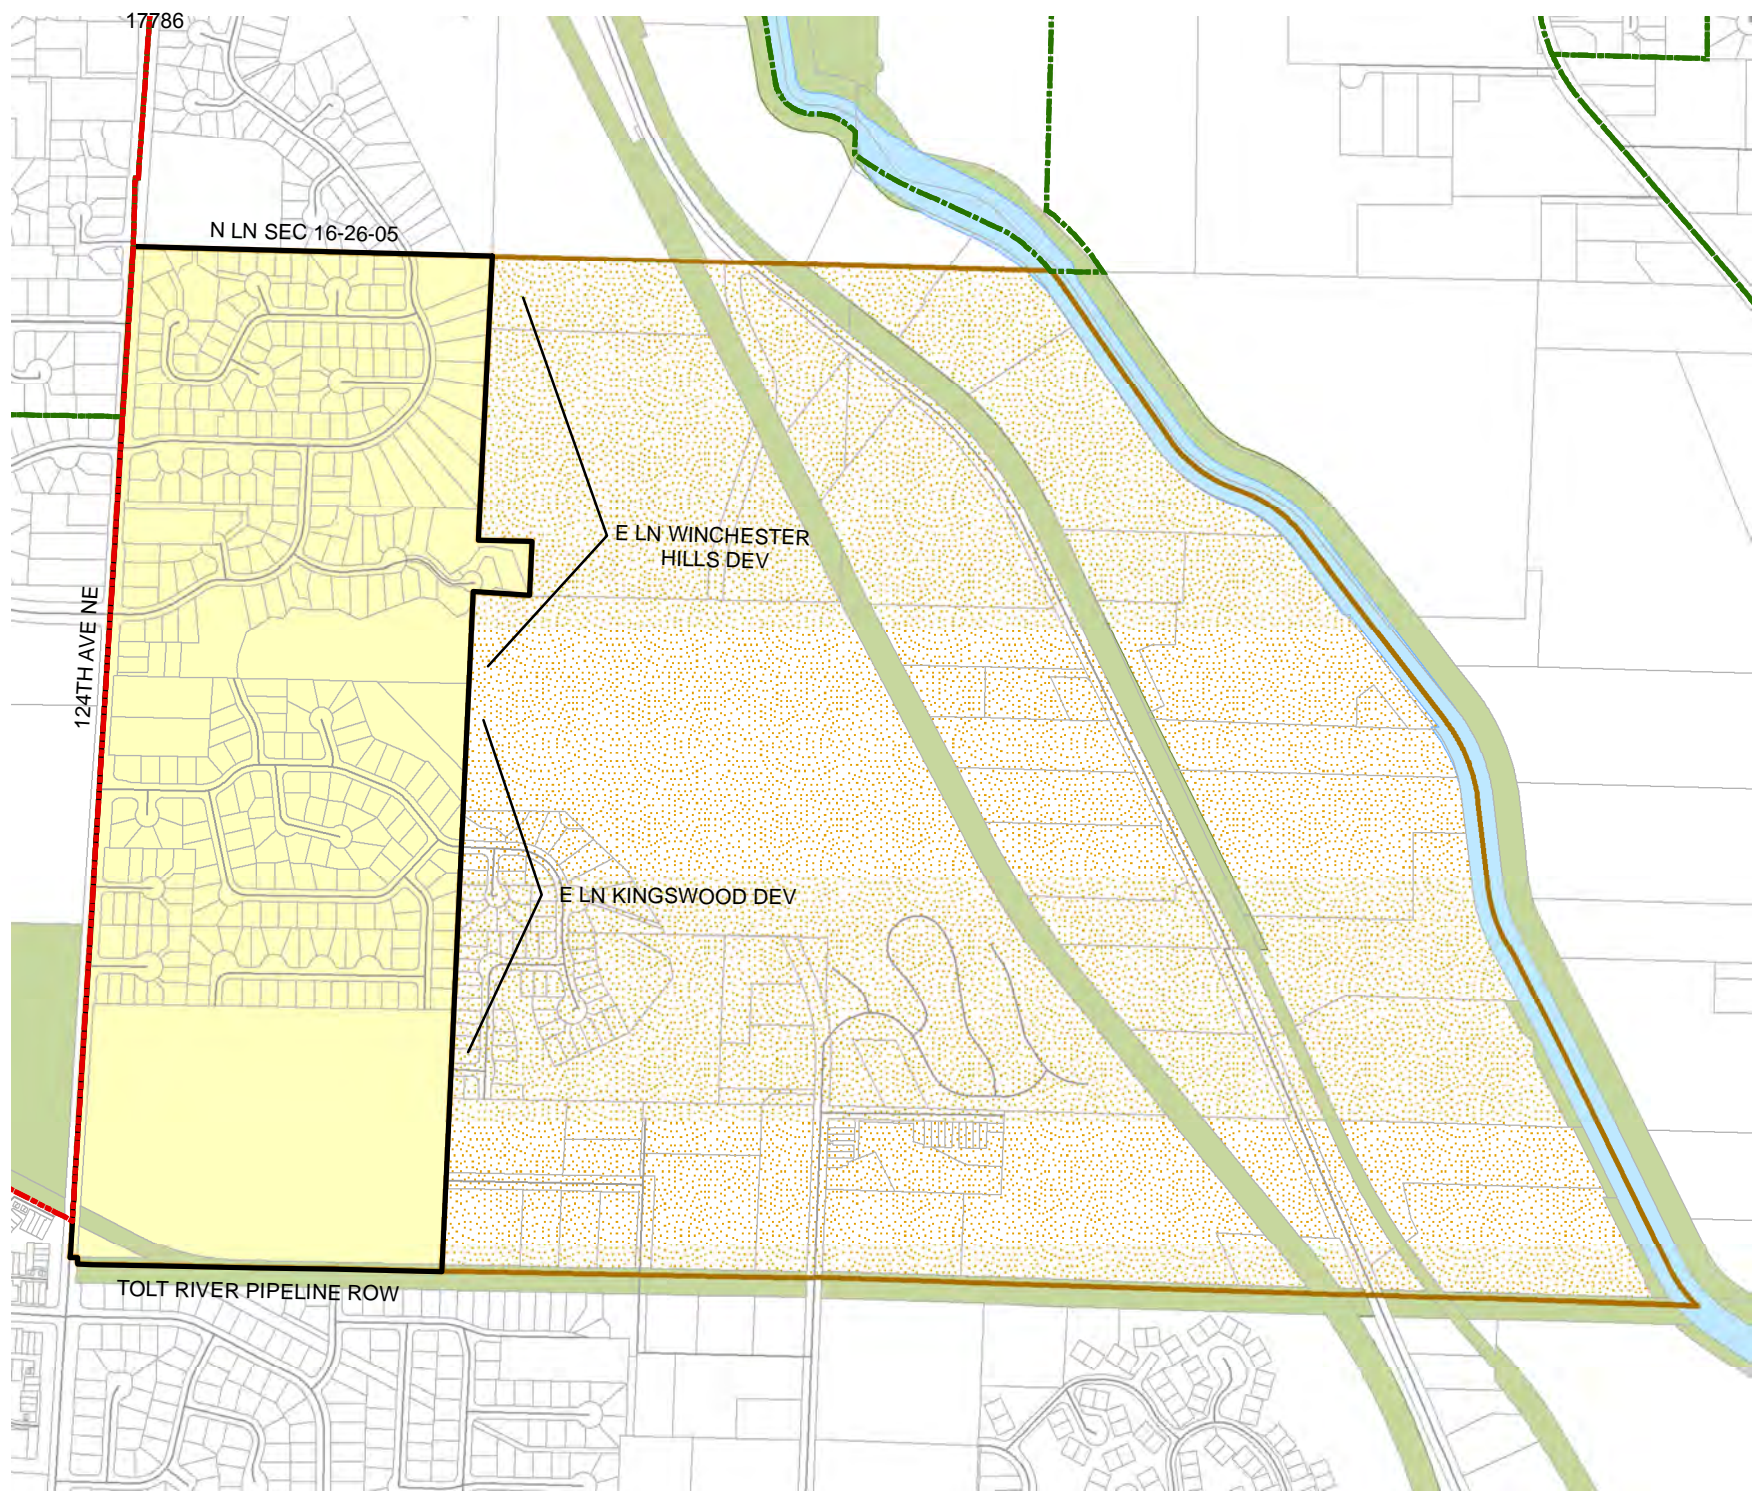 17786
N LN SEC 16-26-05
E LN WINCHESTER
HILLS DEV
124TH AVE NE
E LN KINGSWOOD DEV
TOLT RIVER PIPELINE ROW